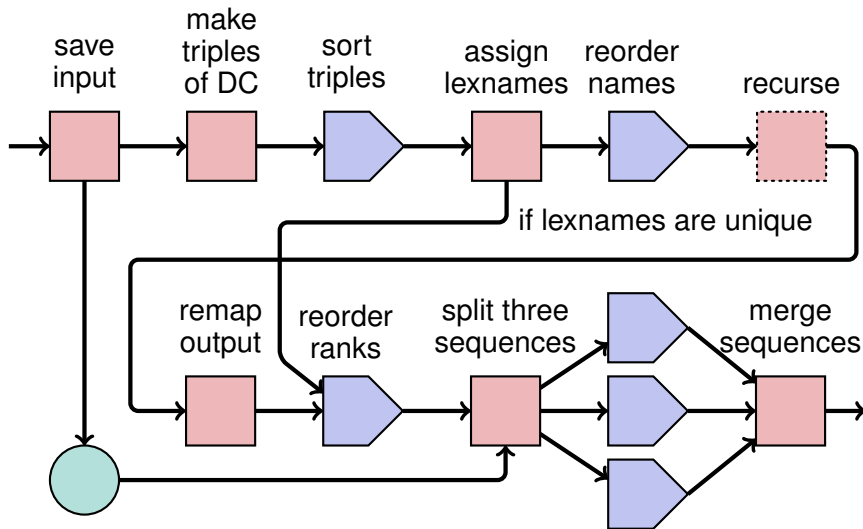 save
input
make
triples
of DC
sort
triples
assign
lexnames
reorder
names
recurse
if lexnames are unique
remap
output
reorder
ranks
split three
sequences
merge
sequences